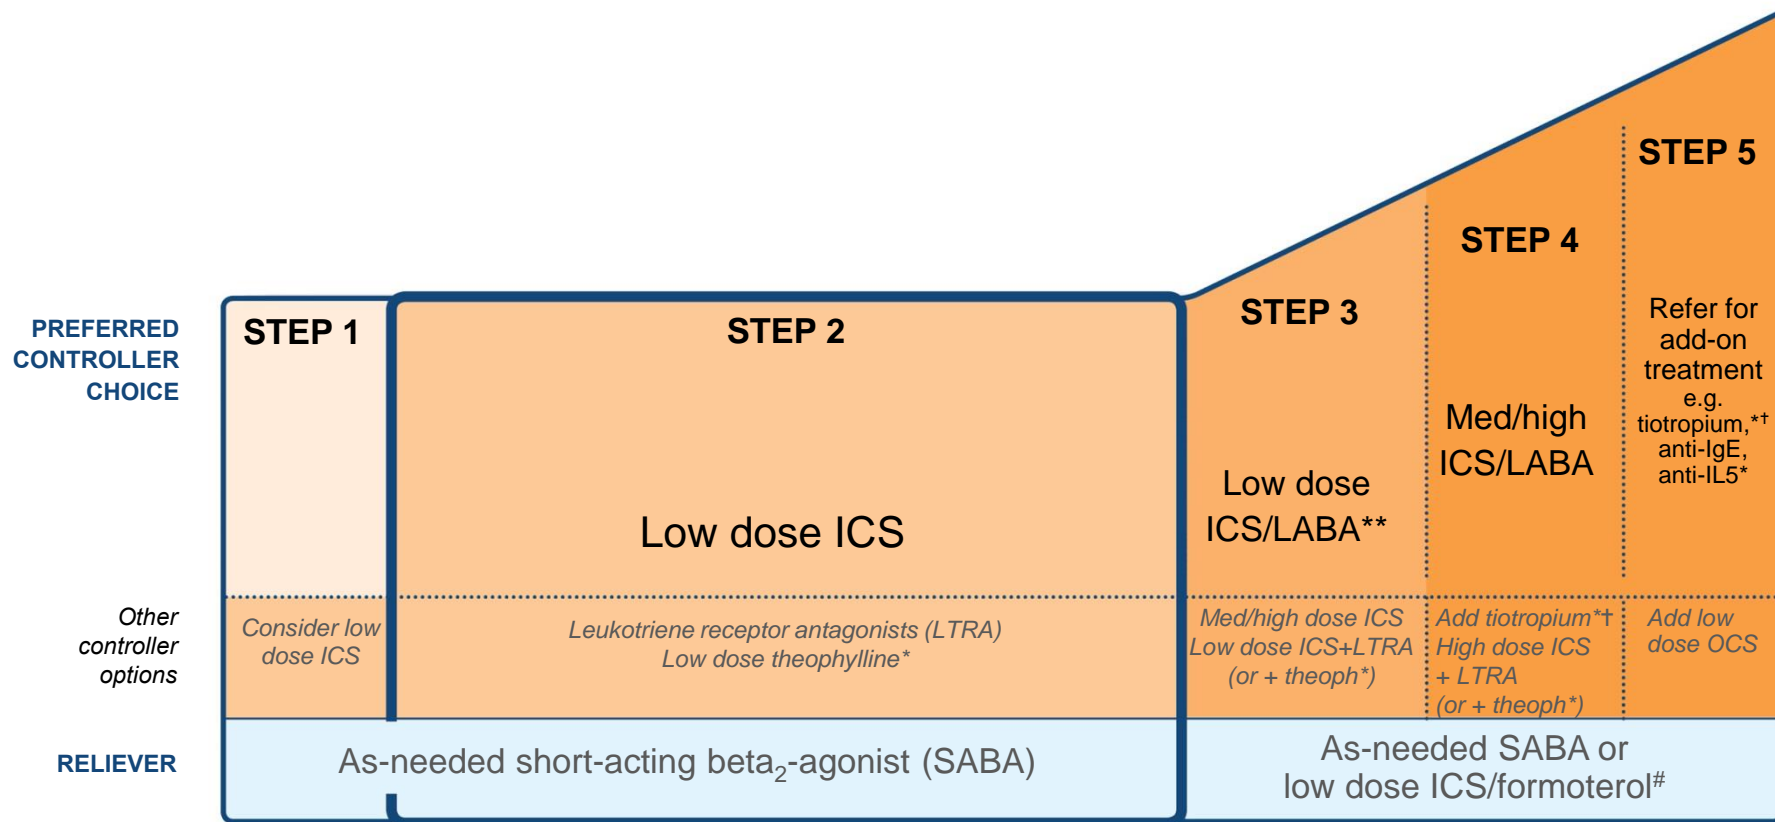 PREFERRED
CONTROLLER
CHOICE
STEP 1
STEP 2
Low dose ICS
STEP 3
Low dose
ICS/LABA**
STEP 4
Med/high
ICS/LABA
STEP 5
Refer for
add-on
treatment
e.g.
tiotropium,*†
anti-IgE,
anti-IL5*
Other
controller
options
Consider low
dose ICS
Leukotriene receptor antagonists (LTRA)
Low dose theophylline*
Med/high dose ICS
Low dose ICS+LTRA
(or + theoph*)
Add tiotropium*†
High dose ICS
+ LTRA
(or + theoph*)
Add low
dose OCS
RELIEVER
As-needed short-acting beta₂-agonist (SABA)
As-needed SABA or
low dose ICS/formoterol#